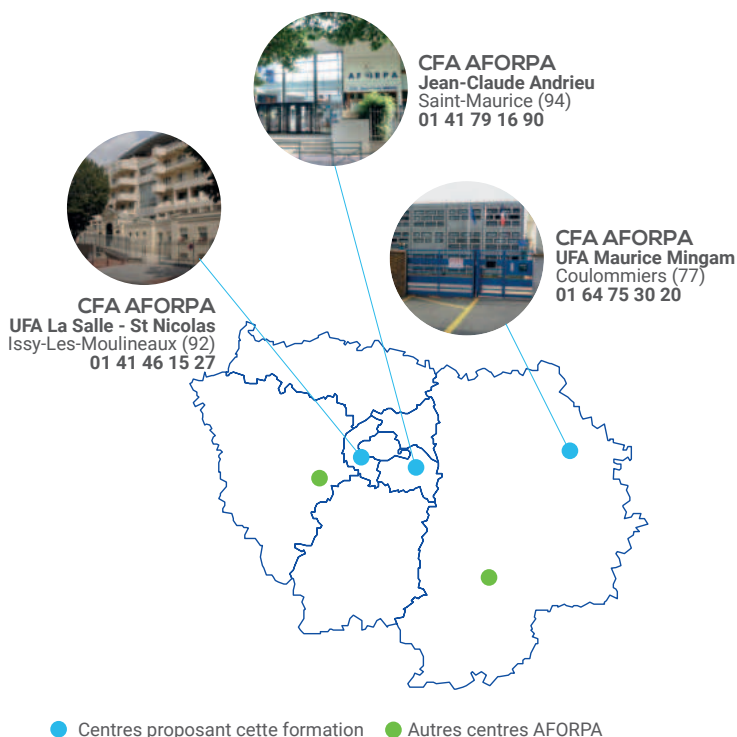 CFA AFORPA
Jean-Claude Andrieu
Saint-Maurice (94)
01 41 79 16 90
AFORPA
CFA AFORPA
UFA Maurice Mingam
Coulommiers (77)
01 64 75 30 20
CFA AFORPA
UFA La Salle - St Nicolas
Issy-Les-Moulineaux (92)
01 41 46 15 27
Centres proposant cette formation
Autres centres AFORPA